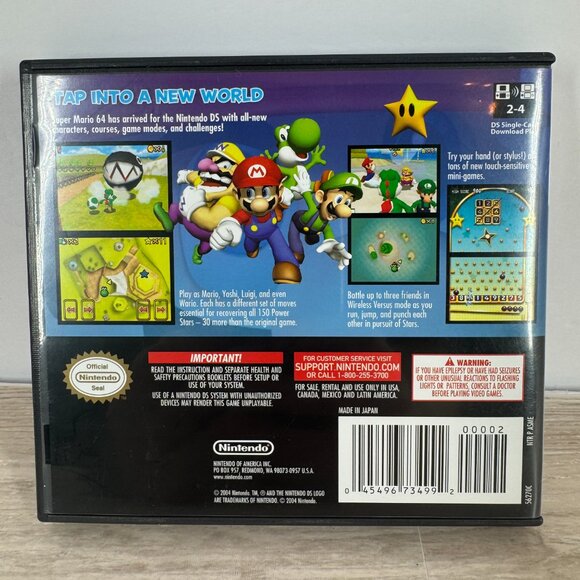 TAP INTO A NEW WORLD
Super Mario 64 has arrived for the Nintendo DS with all-new
characters, courses, game modes, and challenges!
2-4
DS Single-Ca
Download Pl
Try your hand (or stylus!) a
tons of new touch-sensitive
mini-games.
Play as Mario, Yoshi, Luigi, and even
Wario. Each has a different set of moves
essential for recovering all 150 Power
Stars — 30 more than the original game.
Battle up to three friends in
Wireless Versus mode as you
run, jump, and punch each
other in pursuit of Stars.
Official
Nintendo
Seal
IMPORTANT!
READ THE INSTRUCTION AND SEPARATE HEALTH AND
SAFETY PRECAUTIONS BOOKLETS BEFORE SETUP OR
USE OF YOUR SYSTEM.
USE OF A NINTENDO DS SYSTEM WITH UNAUTHORIZED
DEVICES MAY RENDER THIS GAME UNPLAYABLE.
FOR CUSTOMER SERVICE VISIT
SUPPORT.NINTENDO.COM
OR CALL 1-800-255-3700
FOR SALE, RENTAL AND USE ONLY IN USA,
CANADA, MEXICO AND LATIN AMERICA.
MADE IN JAPAN
WARNING:
IF YOU HAVE EPILEPSY OR HAVE HAD SEIZURES
OR OTHER UNUSUAL REACTIONS TO FLASHING
LIGHTS OR PATTERNS, CONSULT A DOCTOR
BEFORE PLAYING VIDEO GAMES.
Nintendo
NINTENDO OF AMERICA INC.
PO BOX 957, REDMOND, WA 98073-0957 U.S.A.
© 2004 Nintendo. TM, ® AND THE NINTENDO DS LOGO
ARE TRADEMARKS OF NINTENDO. © 2004 NINTENDO.
00002
0 45496 73499 2
NTR P ASME
56270C